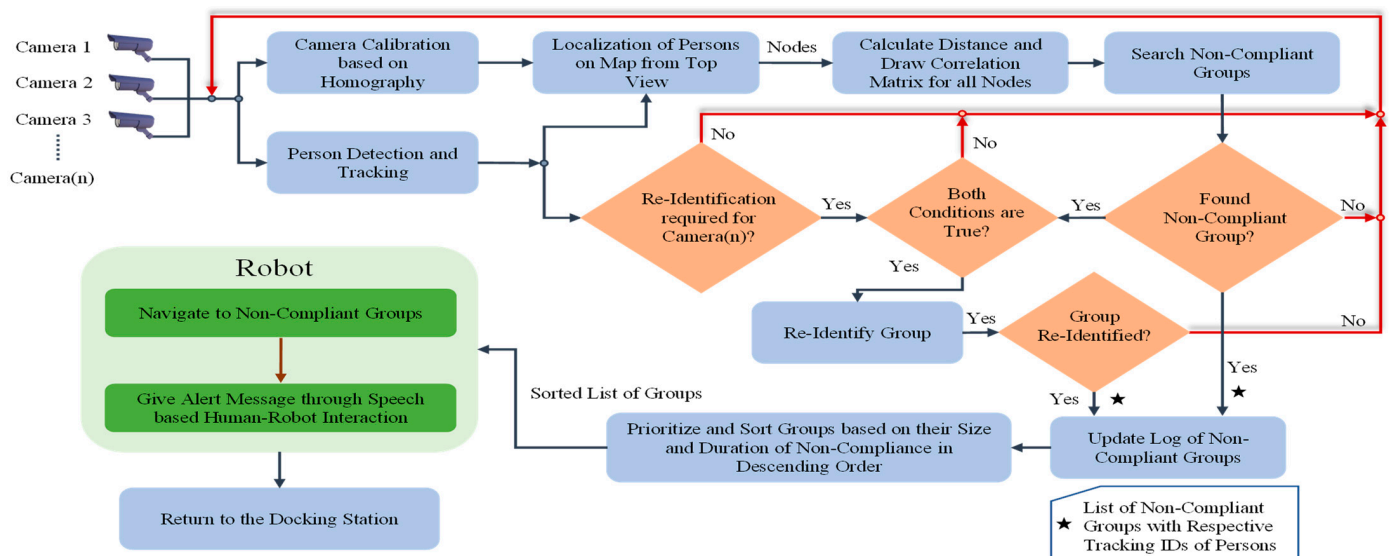 Camera 1
Camera 2
Camera 3
Camera(n)
Camera Calibration
based on
Homography
Localization of Persons
on Map from Top
View
Nodes
Calculate Distance and
Draw Correlation
Matrix for all Nodes
Search Non-Compliant
Groups
Person Detection and
Tracking
No
No
Re-Identification
required for
Camera(n)?
Yes
Both
Conditions are
True?
Yes
Found
Non-Compliant
Group?
No
Yes
Robot
Navigate to Non-Compliant Groups
Give Alert Message through Speech
based Human-Robot Interaction
Return to the Docking Station
Re-Identify Group
Yes
Group
Re-Identified?
No
Yes
Yes
Sorted List of Groups
Prioritize and Sort Groups based on their Size
and Duration of Non-Compliance in
Descending Order
Update Log of Non-
Compliant Groups
List of Non-Compliant
Groups with Respective
Tracking IDs of Persons